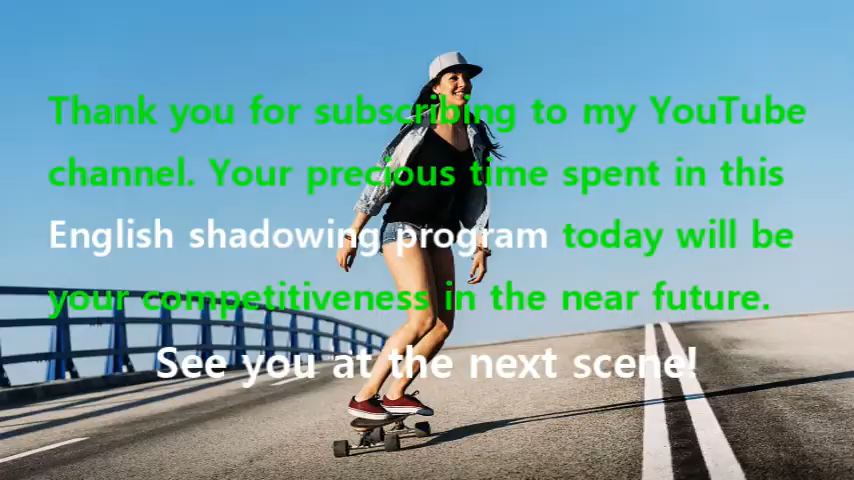 Thank you for subscribing to my YouTube
channel. Your precious time spent in this
English shadowing program today will be
your competitiveness in the near future.
See you at the next scene!